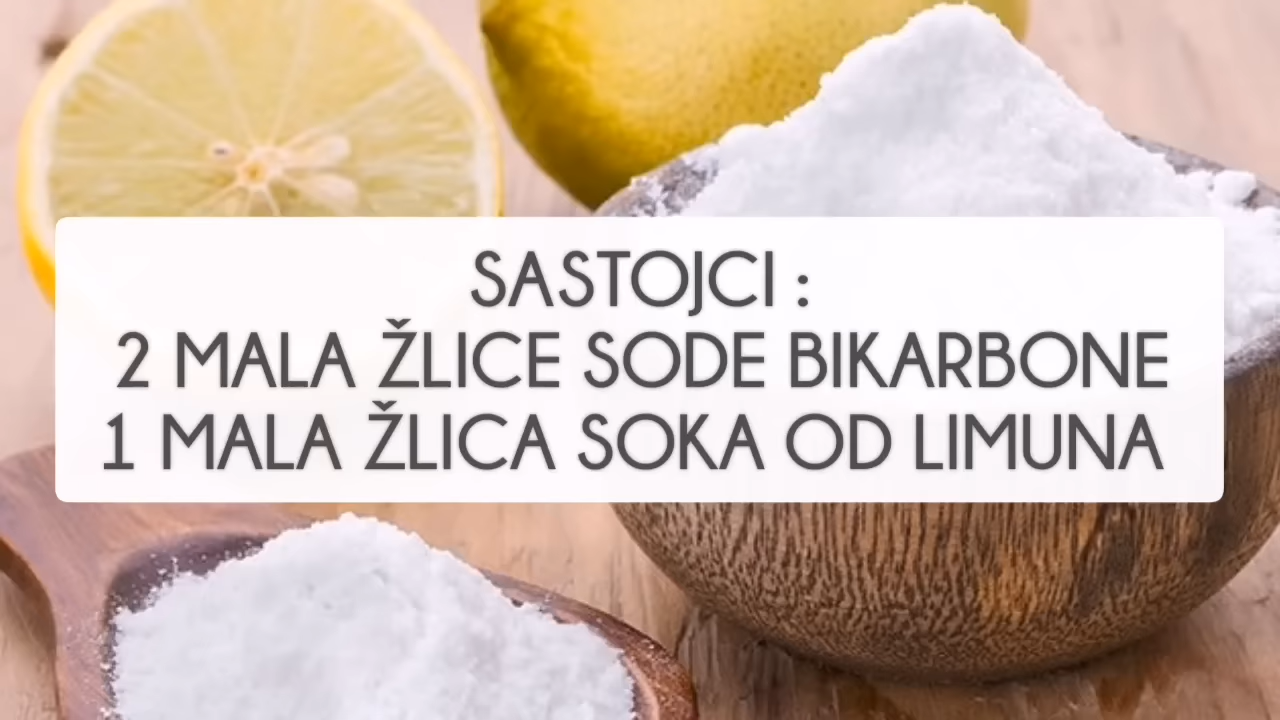 SASTOJCI :
2 MALA ŽLICE SODE BIKARBONE
1 MALA ŽLICA SOKA OD LIMUNA